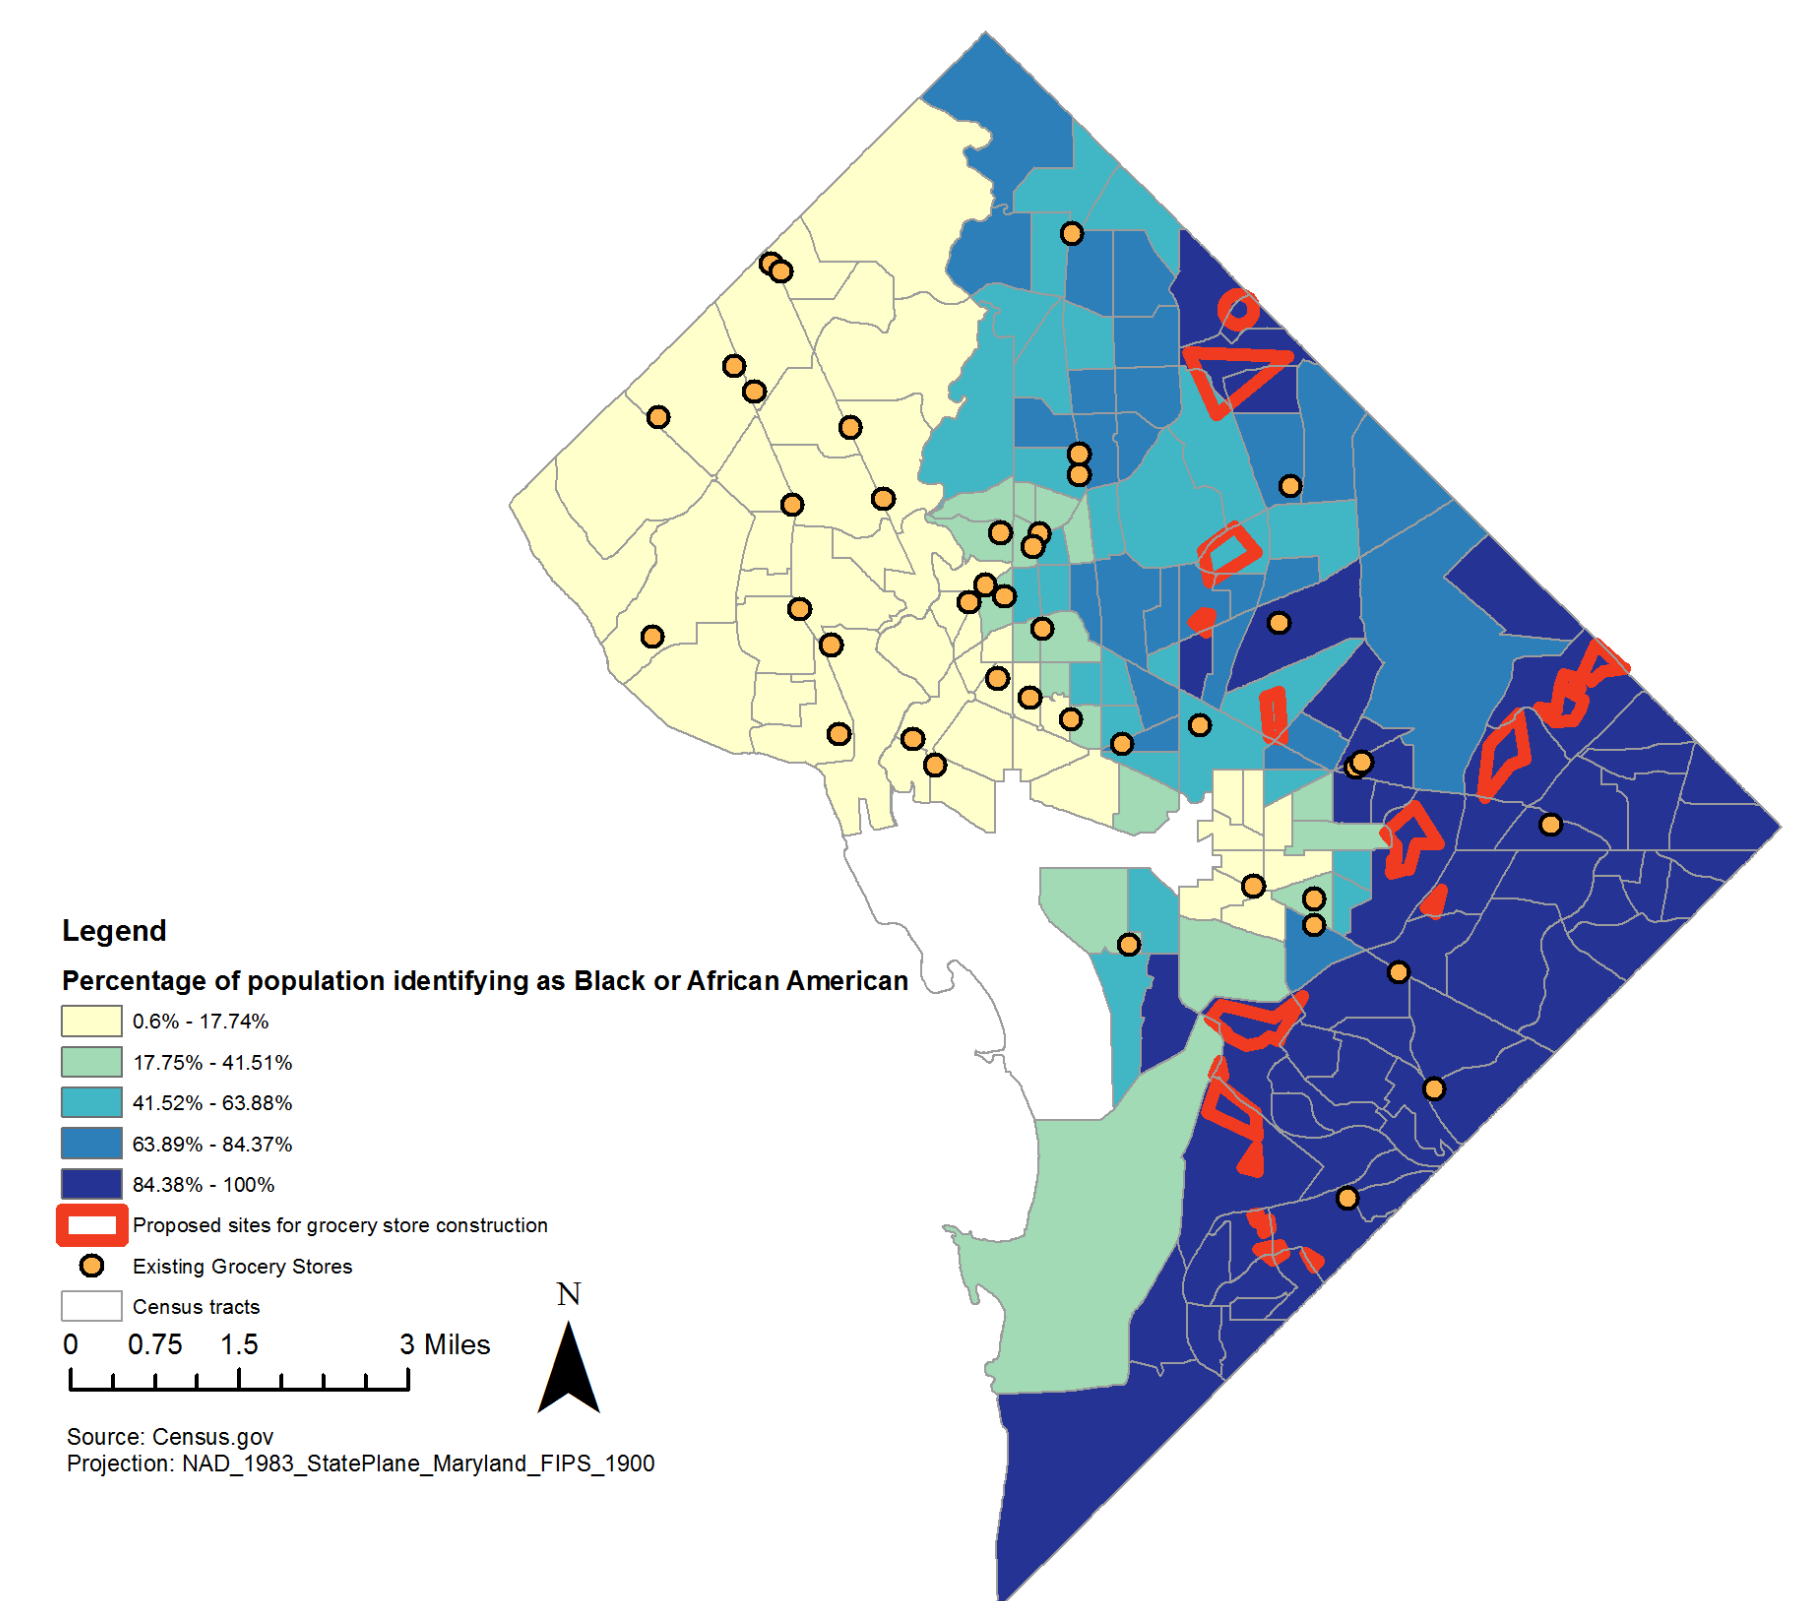 Legend
Percentage of population identifying as Black or African American
0.6% - 17.74%
17.75% - 41.51%
41.52% - 63.88%
63.89% - 84.37%
84.38% - 100%
Proposed sites for grocery store construction
Existing Grocery Stores
Census tracts
N
0 0.75 1.5 3 Miles
Source: Census.gov
Projection: NAD_1983_StatePlane_Maryland_FIPS_1900